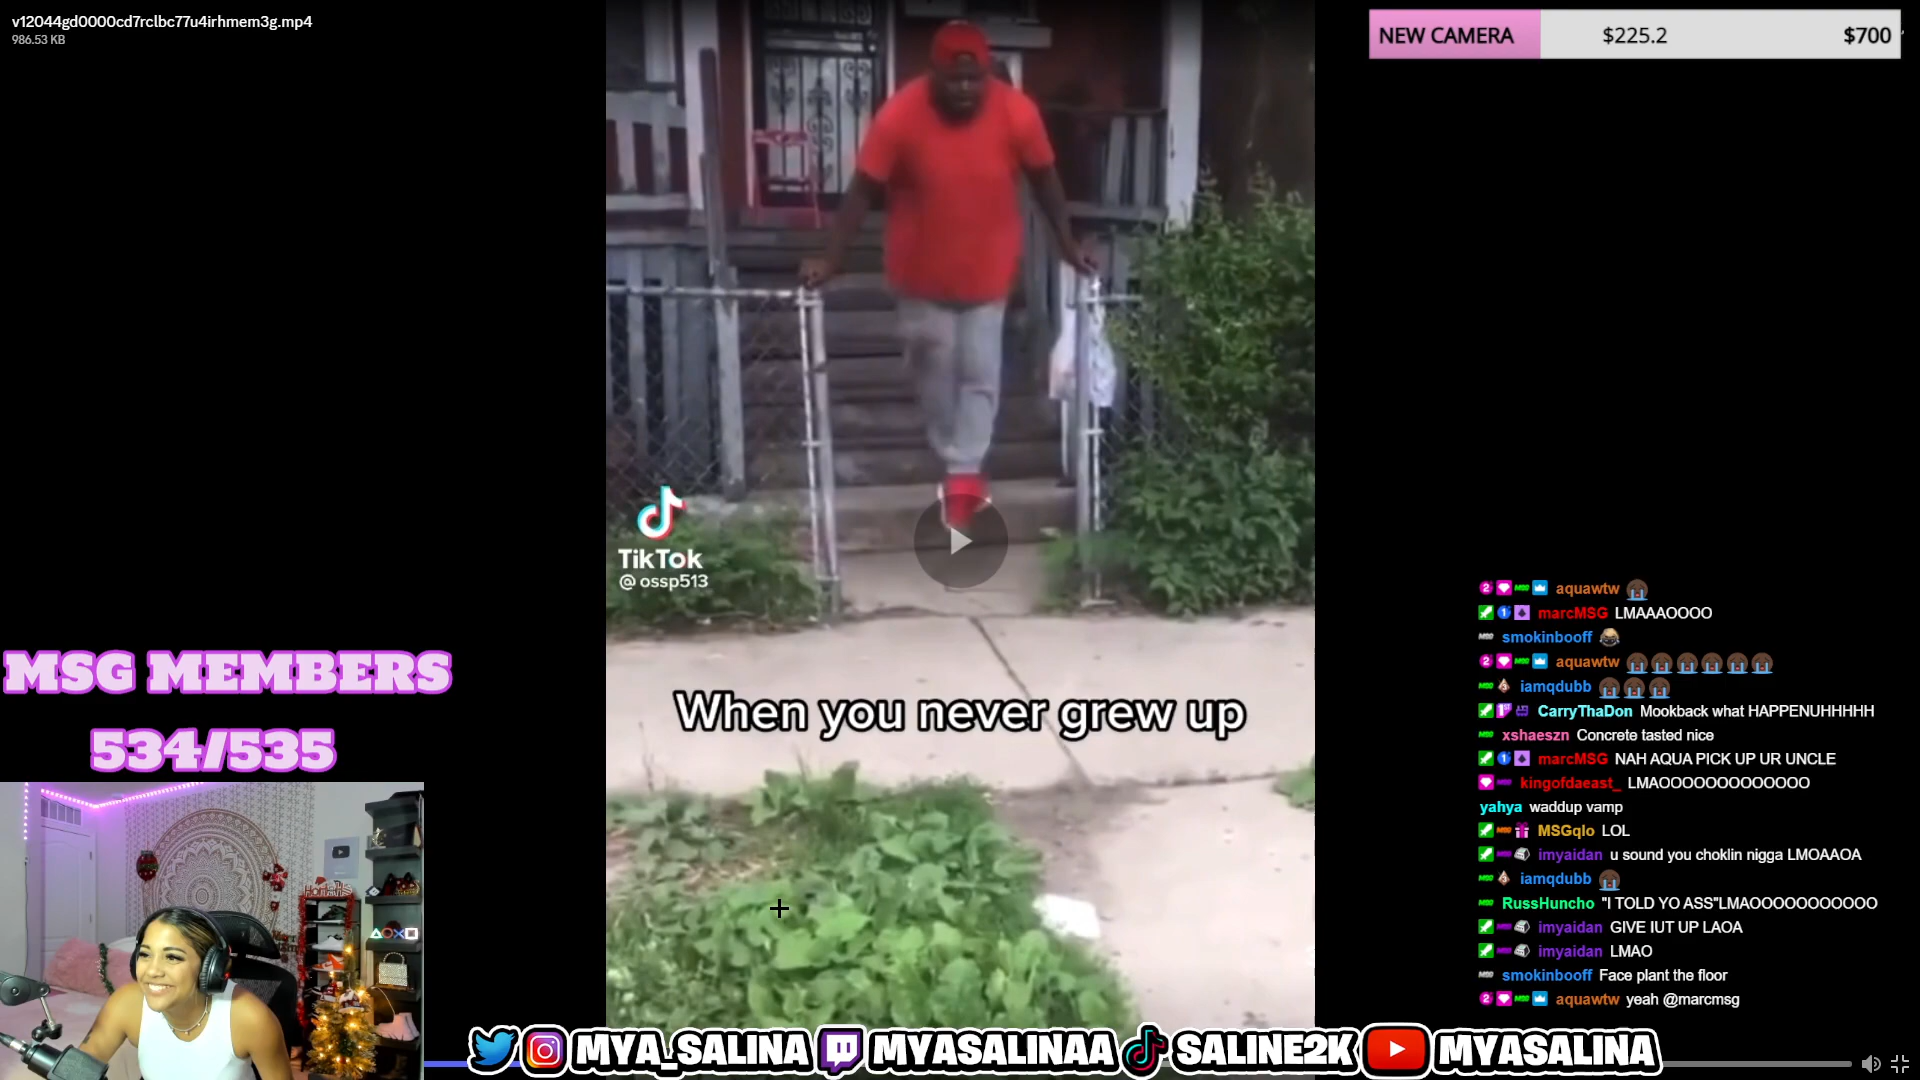 v12044gd0000cd7rclbc77u4irhmem3g.mp4
986.53 KB
NEW CAMERA $225.2 $700
TikTok
@ossp513
When you never grew up
MSG MEMBERS
534/535
aquawtw
marcMSG LMAAAOOOO
smokinbooff
aquawtw
iamqdubb
CarryThaDon Mookback what HAPPENUHHHHH
xshaeszn Concrete tasted nice
marcMSG NAH AQUA PICK UP UR UNCLE
kingofdaeast_ LMAOOOOOOOOOOOOO
yahya waddup vamp
MSGqlo LOL
imyaidan u sound you choklin nigga LMOAAOA
iamqdubb
RussHuncho "I TOLD YO ASS"LMAOOOOOOOOOOO
imyaidan GIVE IUT UP LAOA
imyaidan LMAO
smokinbooff Face plant the floor
aquawtw yeah @marcmsg
MYA_SALINA MYASALINAA SALINE2K MYASALINA